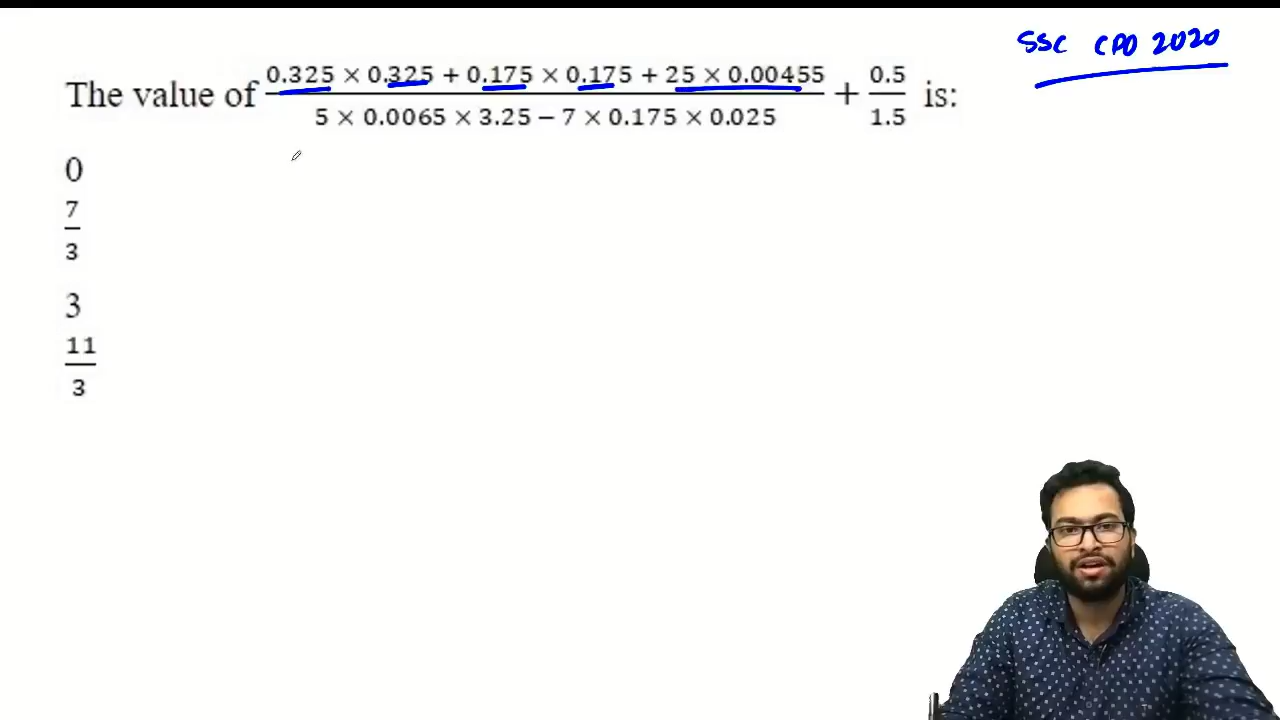 SSC CPO 2020
The value of (0.325 × 0.325 + 0.175 × 0.175 + 25 × 0.00455)/(5 × 0.0065 × 3.25 − 7 × 0.175 × 0.025) + 0.5/1.5 is:
0
7/3
3
11/3